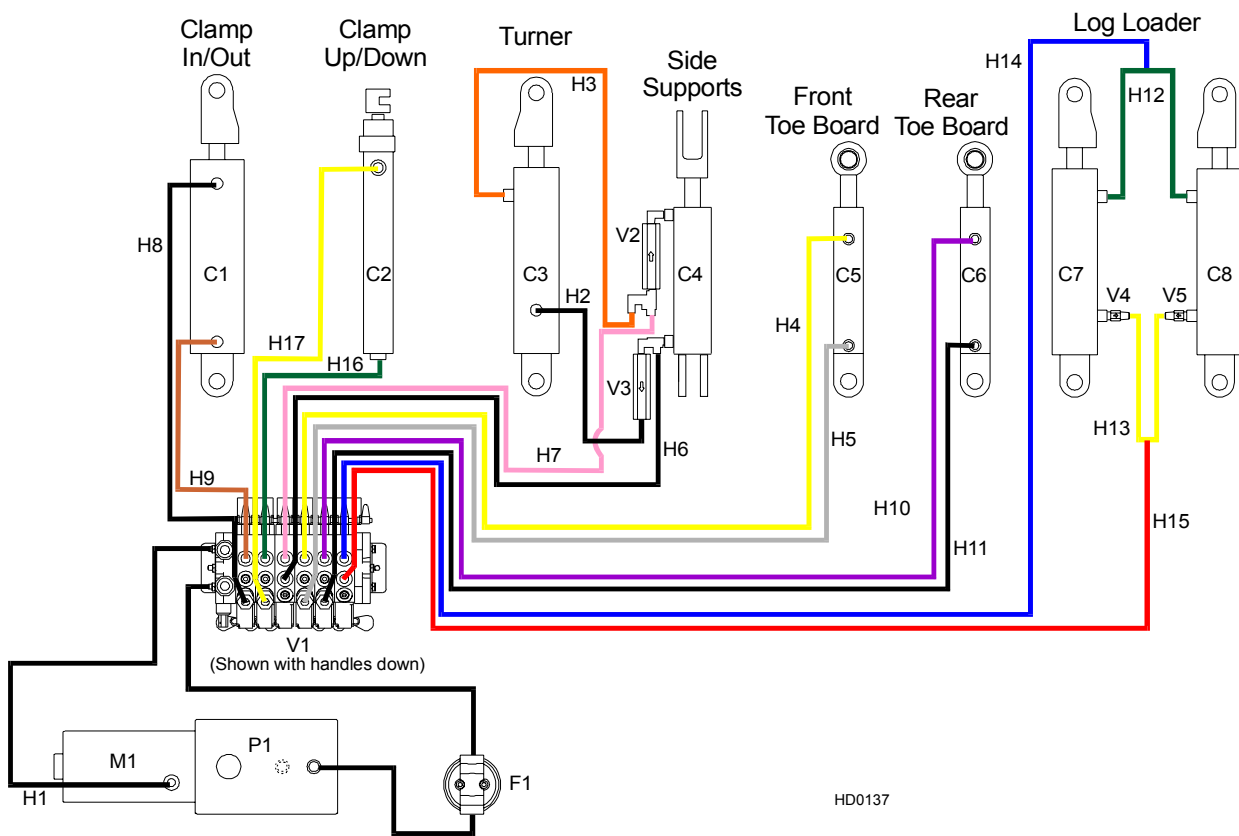 Clamp
In/Out
Clamp
Up/Down
Turner
Side
Supports
Front
Toe Board
Rear
Toe Board
Log Loader
H14
H3
H12
H8
V2
C1
C2
C3
C4
C5
C6
C7
C8
H2
V4
V5
H4
H17
H16
V3
H13
H5
H7
H6
H9
H10
H15
H11
V1
(Shown with handles down)
P1
M1
F1
H1
HD0137